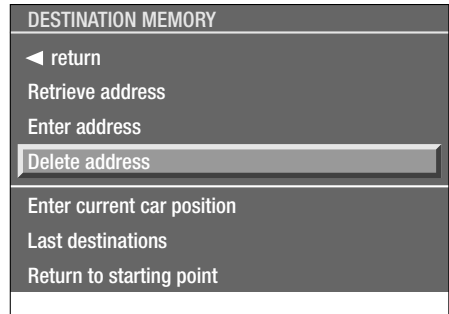 DESTINATION MEMORY
◄ return
Retrieve address
Enter address
Delete address
Enter current car position
Last destinations
Return to starting point